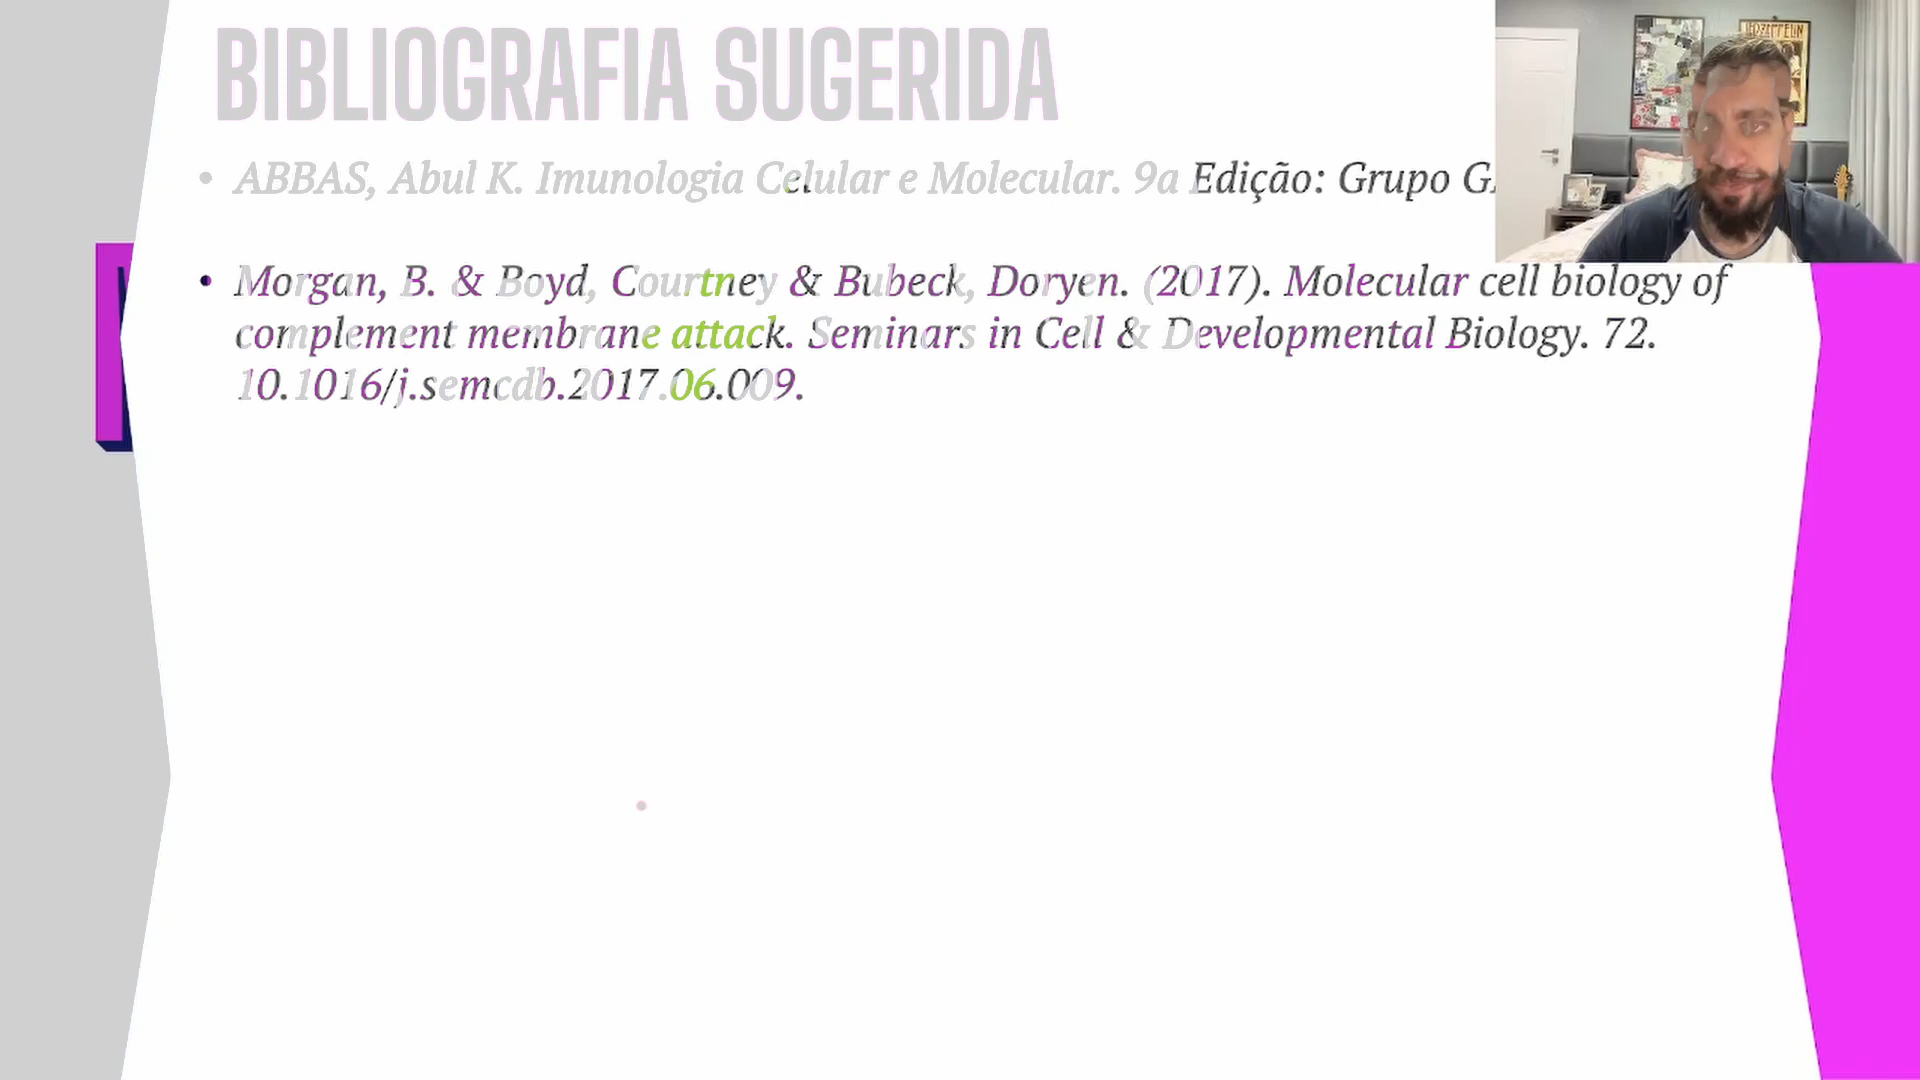 BIBLIOGRAFIA SUGERIDA
• ABBAS, Abul K. Imunologia Celular e Molecular. 9a Edição: Grupo
• Morgan, B. & Boyd, Courtney & Bubeck, Doryen. (2017). Molecular cell biology of
complement membrane attack. Seminars in Cell & Developmental Biology. 72.
10.1016/j.semcdb.2017.06.009.